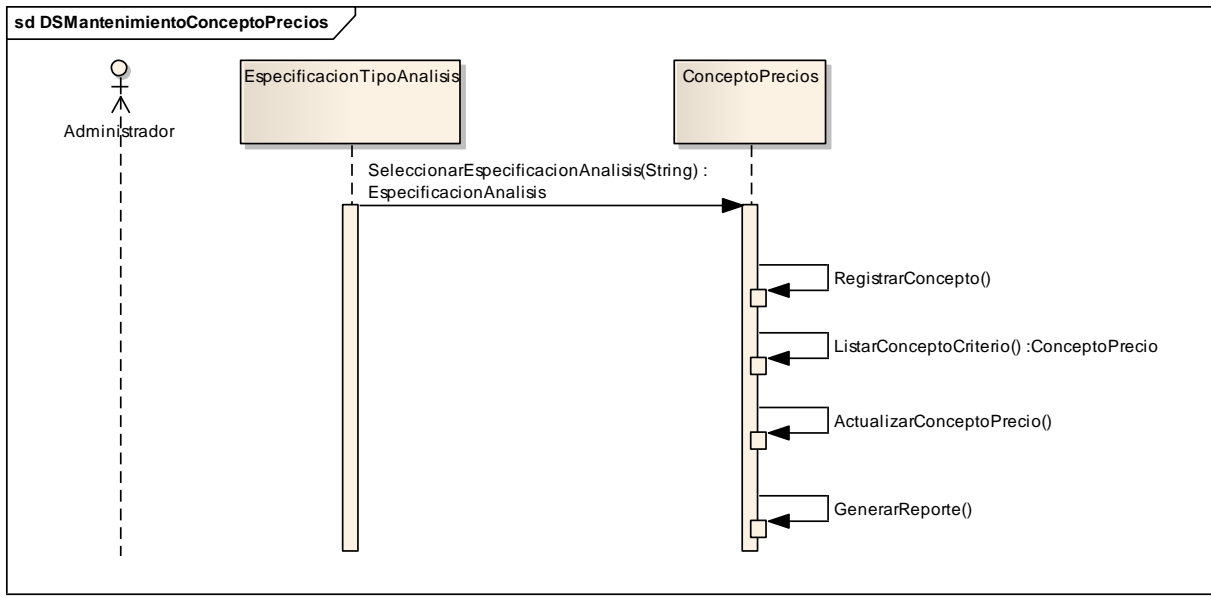 sd DSMantenimientoConceptoPrecios
Administrador
EspecificacionTipoAnalisis
ConceptoPrecios
SeleccionarEspecificacionAnalisis(String) :
EspecificacionAnalisis
RegistrarConcepto()
ListarConceptoCriterio() :ConceptoPrecio
ActualizarConceptoPrecio()
GenerarReporte()